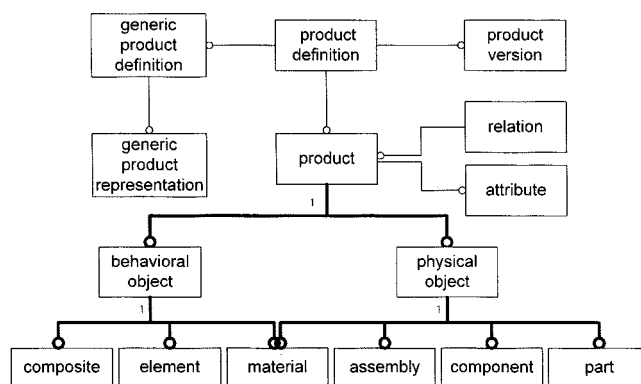 generic
product
definition
product
definition
product
version
generic
product
representation
product
relation
attribute
1
behavioral
object
physical
object
1
1
composite
element
material
assembly
component
part